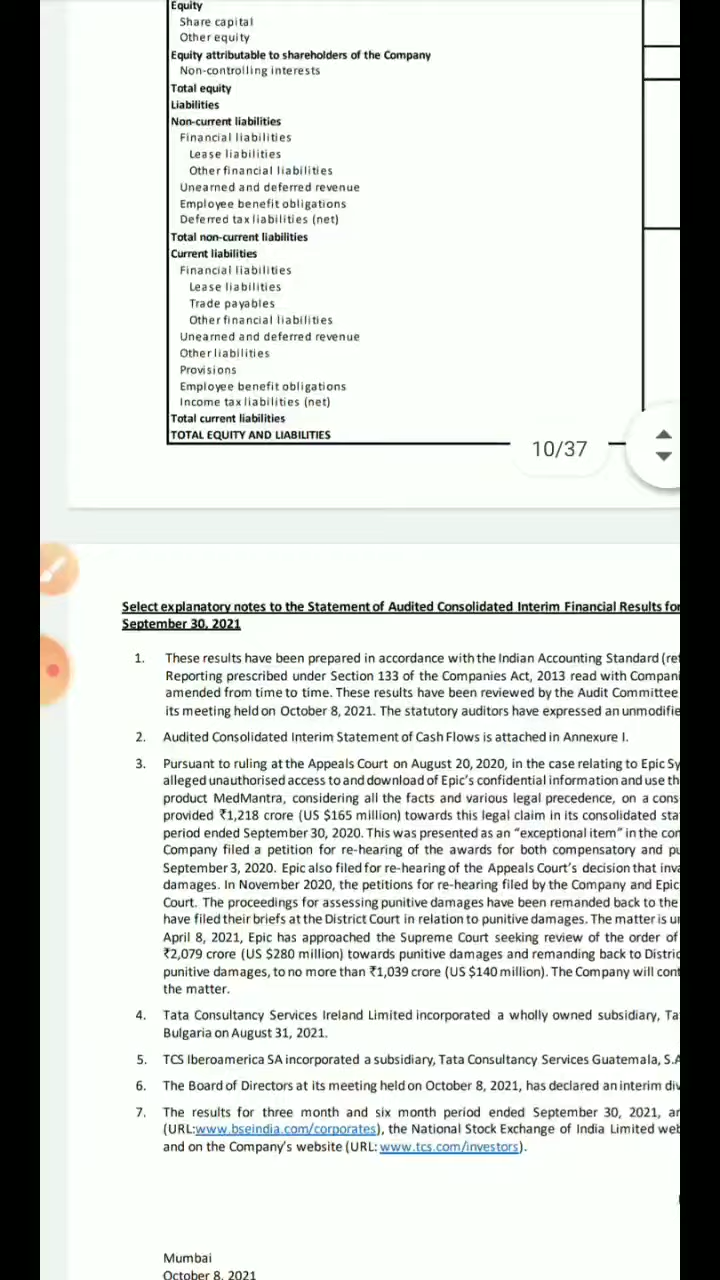 Equity
Share capital
Other equity
Equity attributable to shareholders of the Company
Non-controlling interests
Total equity
Liabilities
Non-current liabilities
Financial liabilities
Lease liabilities
Other financial liabilities
Unearned and deferred revenue
Employee benefit obligations
Deferred tax liabilities (net)
Total non-current liabilities
Current liabilities
Financial liabilities
Lease liabilities
Trade payables
Other financial liabilities
Unearned and deferred revenue
Other liabilities
Provisions
Employee benefit obligations
Income tax liabilities (net)
Total current liabilities
TOTAL EQUITY AND LIABILITIES
10/37
Select explanatory notes to the Statement of Audited Consolidated Interim Financial Results for
September 30, 2021
1. These results have been prepared in accordance with the Indian Accounting Standard (ref
Reporting prescribed under Section 133 of the Companies Act, 2013 read with Compani
amended from time to time. These results have been reviewed by the Audit Committee
its meeting held on October 8, 2021. The statutory auditors have expressed an unmodifie
2. Audited Consolidated Interim Statement of Cash Flows is attached in Annexure I.
3. Pursuant to ruling at the Appeals Court on August 20, 2020, in the case relating to Epic Sy
alleged unauthorised access to and download of Epic's confidential information and use th
product MedMantra, considering all the facts and various legal precedence, on a cons
provided ₹1,218 crore (US $165 million) towards this legal claim in its consolidated sta
period ended September 30, 2020. This was presented as an "exceptional item" in the con
Company filed a petition for re-hearing of the awards for both compensatory and pu
September 3, 2020. Epic also filed for re-hearing of the Appeals Court's decision that inva
damages. In November 2020, the petitions for re-hearing filed by the Company and Epic
Court. The proceedings for assessing punitive damages have been remanded back to the
have filed their briefs at the District Court in relation to punitive damages. The matter is un
April 8, 2021, Epic has approached the Supreme Court seeking review of the order of
₹2,079 crore (US $280 million) towards punitive damages and remanding back to Distric
punitive damages, to no more than ₹1,039 crore (US $140 million). The Company will cont
the matter.
4. Tata Consultancy Services Ireland Limited incorporated a wholly owned subsidiary, Ta
Bulgaria on August 31, 2021.
5. TCS Iberoamerica SA incorporated a subsidiary, Tata Consultancy Services Guatemala, S.A
6. The Board of Directors at its meeting held on October 8, 2021, has declared an interim div
7. The results for three month and six month period ended September 30, 2021, ar
(URL:www.bseindia.com/corporates), the National Stock Exchange of India Limited web
and on the Company's website (URL: www.tcs.com/investors).
Mumbai
October 8, 2021